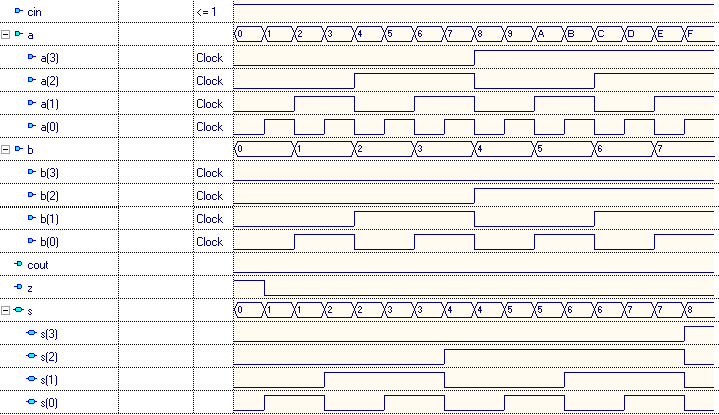 cin <= 1
a 0 1 2 3 4 5 6 7 8 9 A B C D E F
a(3) Clock
a(2) Clock
a(1) Clock
a(0) Clock
b 0 1 2 3 4 5 6 7
b(3) Clock
b(2) Clock
b(1) Clock
b(0) Clock
cout
z
s 0 1 1 2 2 3 3 4 4 5 5 6 6 7 7 8
s(3)
s(2)
s(1)
s(0)